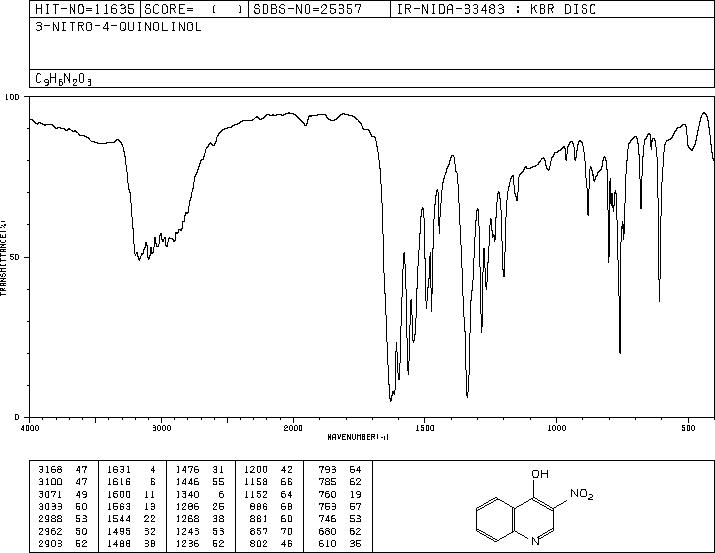 HIT-NO=11635 SCORE= ( ) SDBS-NO=25357 IR-NIDA-33483 : KBR DISC
3-NITRO-4-QUINOLINOL
C9H6N2O3
100
50
0
TRANSMITTANCE(%)
4000 3000 2000 1500 1000 500
WAVENUMBER(-1)
3168 47 1631 4 1476 31 1200 42 793 64
3100 47 1616 6 1446 55 1158 66 785 62
3071 49 1600 11 1340 6 1152 64 760 19
3033 50 1563 13 1286 25 886 68 753 57
2988 53 1544 22 1268 38 881 60 746 53
2962 50 1495 32 1243 53 857 70 680 62
2903 52 1488 38 1236 52 802 46 610 35
OH
NO2
N